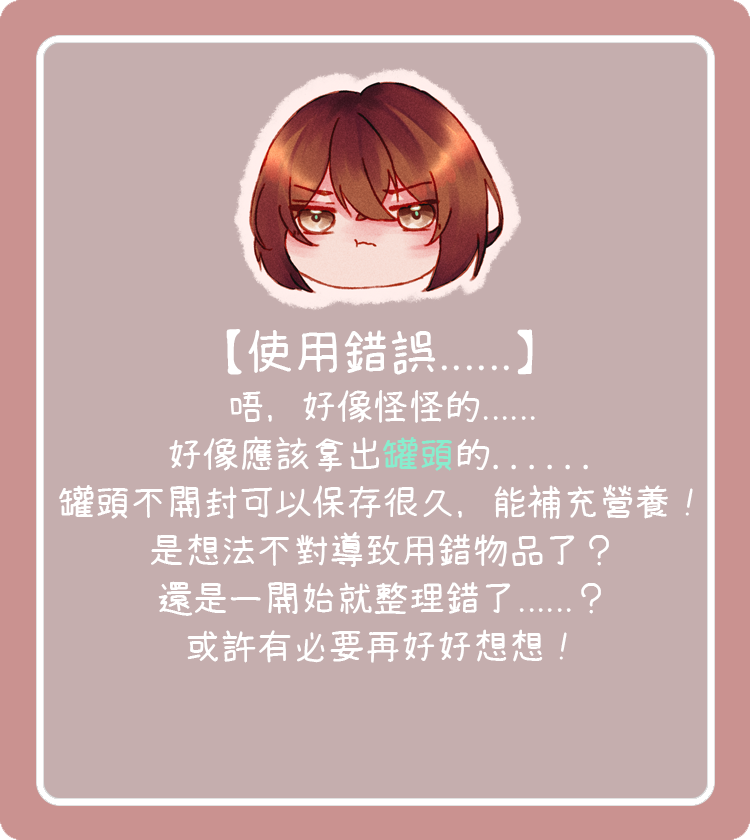 【使用錯誤......】
唔，好像怪怪的......
好像應該拿出罐頭的......
罐頭不開封可以保存很久，能補充營養！
是想法不對導致用錯物品了？
還是一開始就整理錯了......？
或許有必要再好好想想！